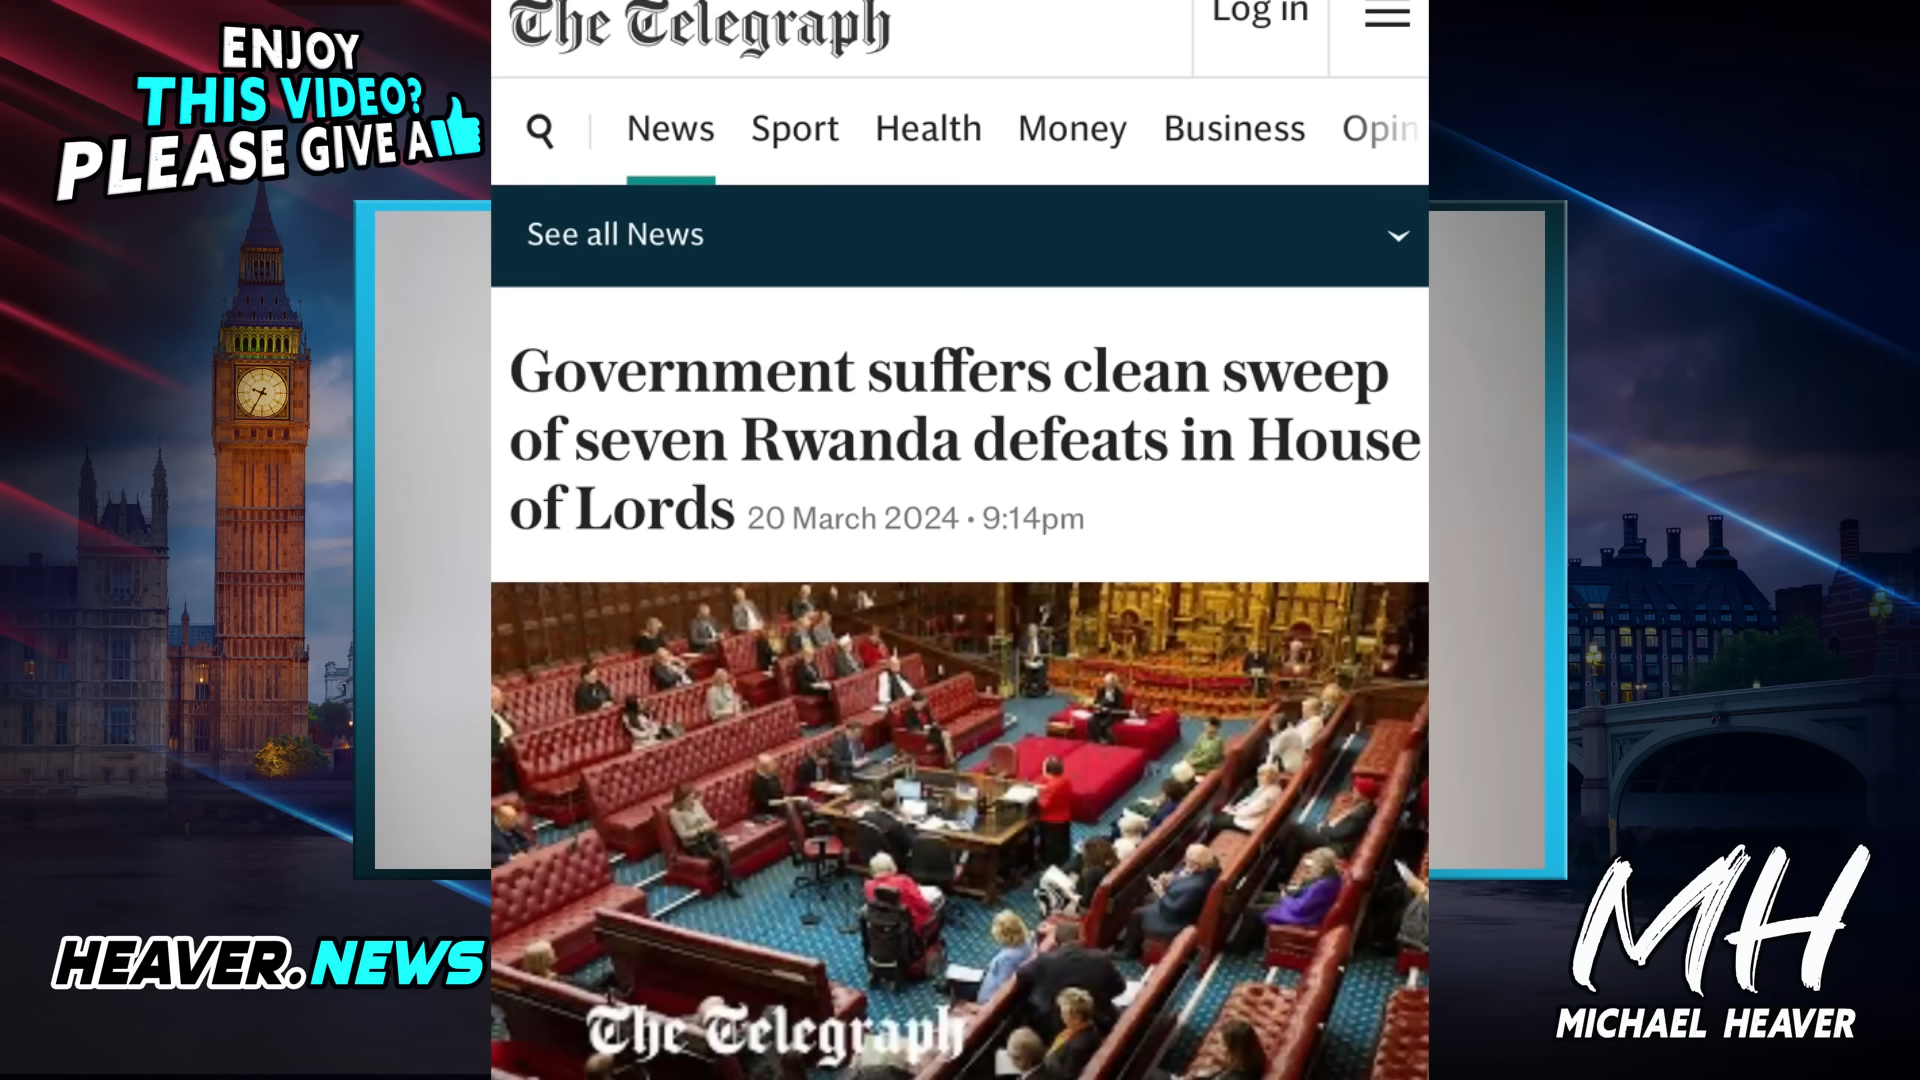 ENJOY
THIS VIDEO?
PLEASE GIVE A
The Telegraph
Log in
News Sport Health Money Business Opin
See all News
Government suffers clean sweep
of seven Rwanda defeats in House
of Lords 20 March 2024 • 9:14pm
The Telegraph
HEAVER.NEWS
MH
MICHAEL HEAVER